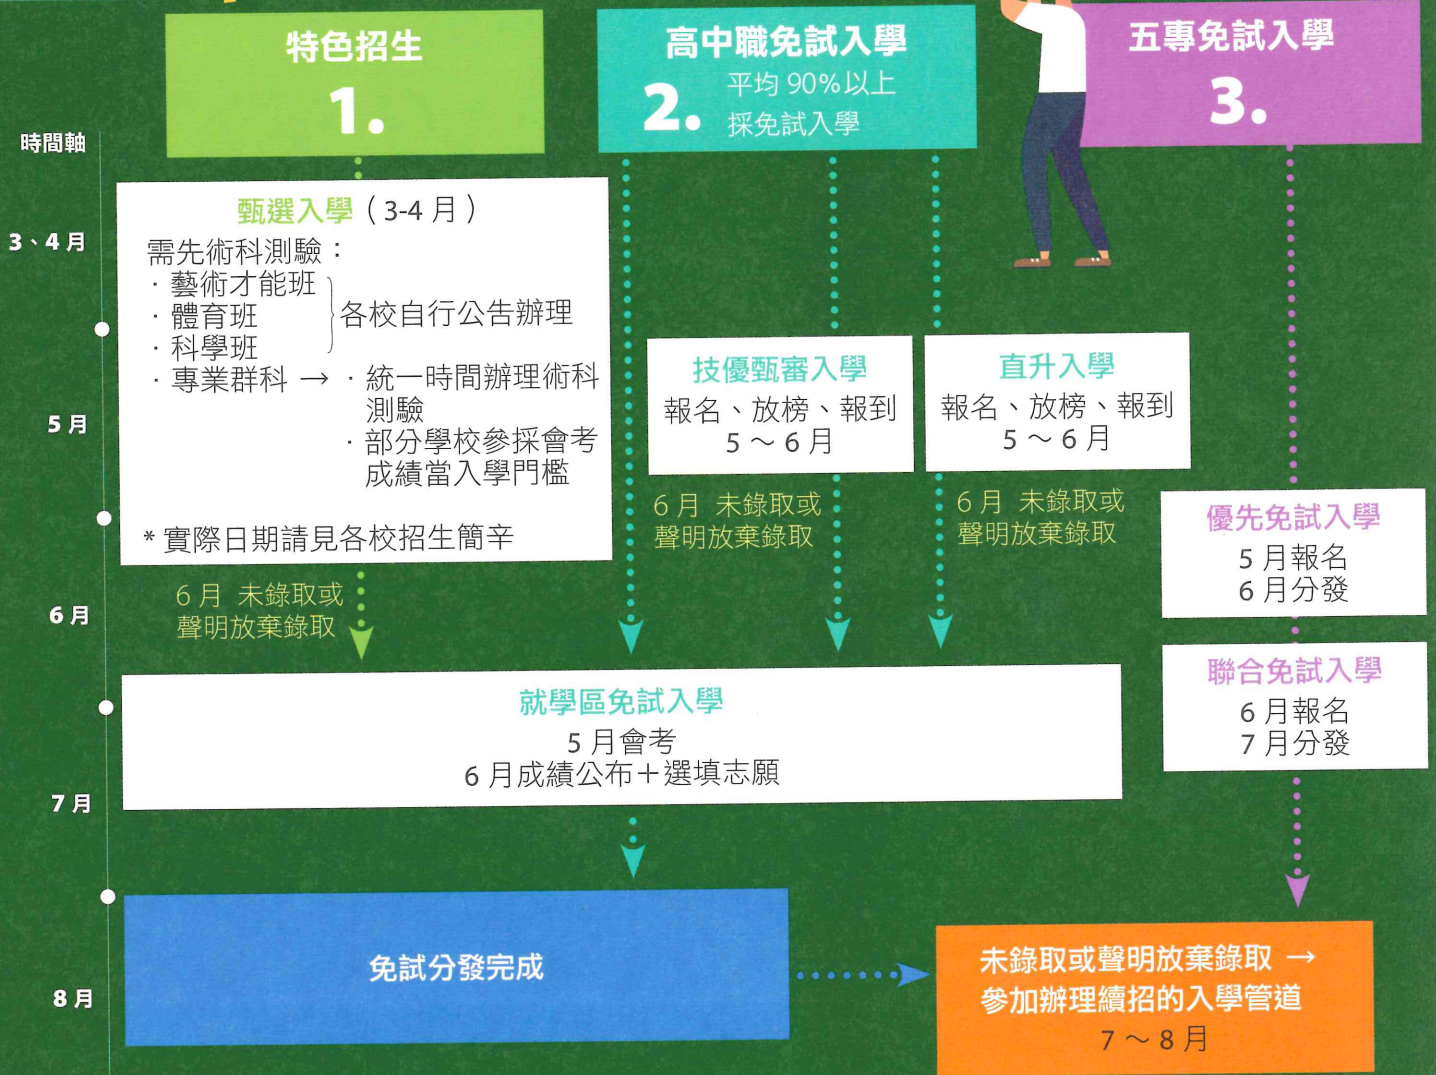 特色招生
1.
高中職免試入學
2.
平均 90%以上
採免試入學
五專免試入學
3.
時間軸
3、4月
5月
6月
7月
8月
甄選入學（3-4 月）
需先術科測驗：
· 藝術才能班
· 體育班
· 科學班
各校自行公告辦理
· 專業群科 → · 統一時間辦理術科
測驗
· 部分學校參採會考
成績當入學門檻
* 實際日期請見各校招生簡辛
6 月 未錄取或
聲明放棄錄取
技優甄審入學
報名、放榜、報到
5 ～ 6 月
6 月 未錄取或
聲明放棄錄取
直升入學
報名、放榜、報到
5 ～ 6 月
6 月 未錄取或
聲明放棄錄取
優先免試入學
5 月報名
6 月分發
聯合免試入學
6 月報名
7 月分發
就學區免試入學
5 月會考
6 月成績公布＋選填志願
免試分發完成
未錄取或聲明放棄錄取 →
參加辦理續招的入學管道
7 ～ 8 月